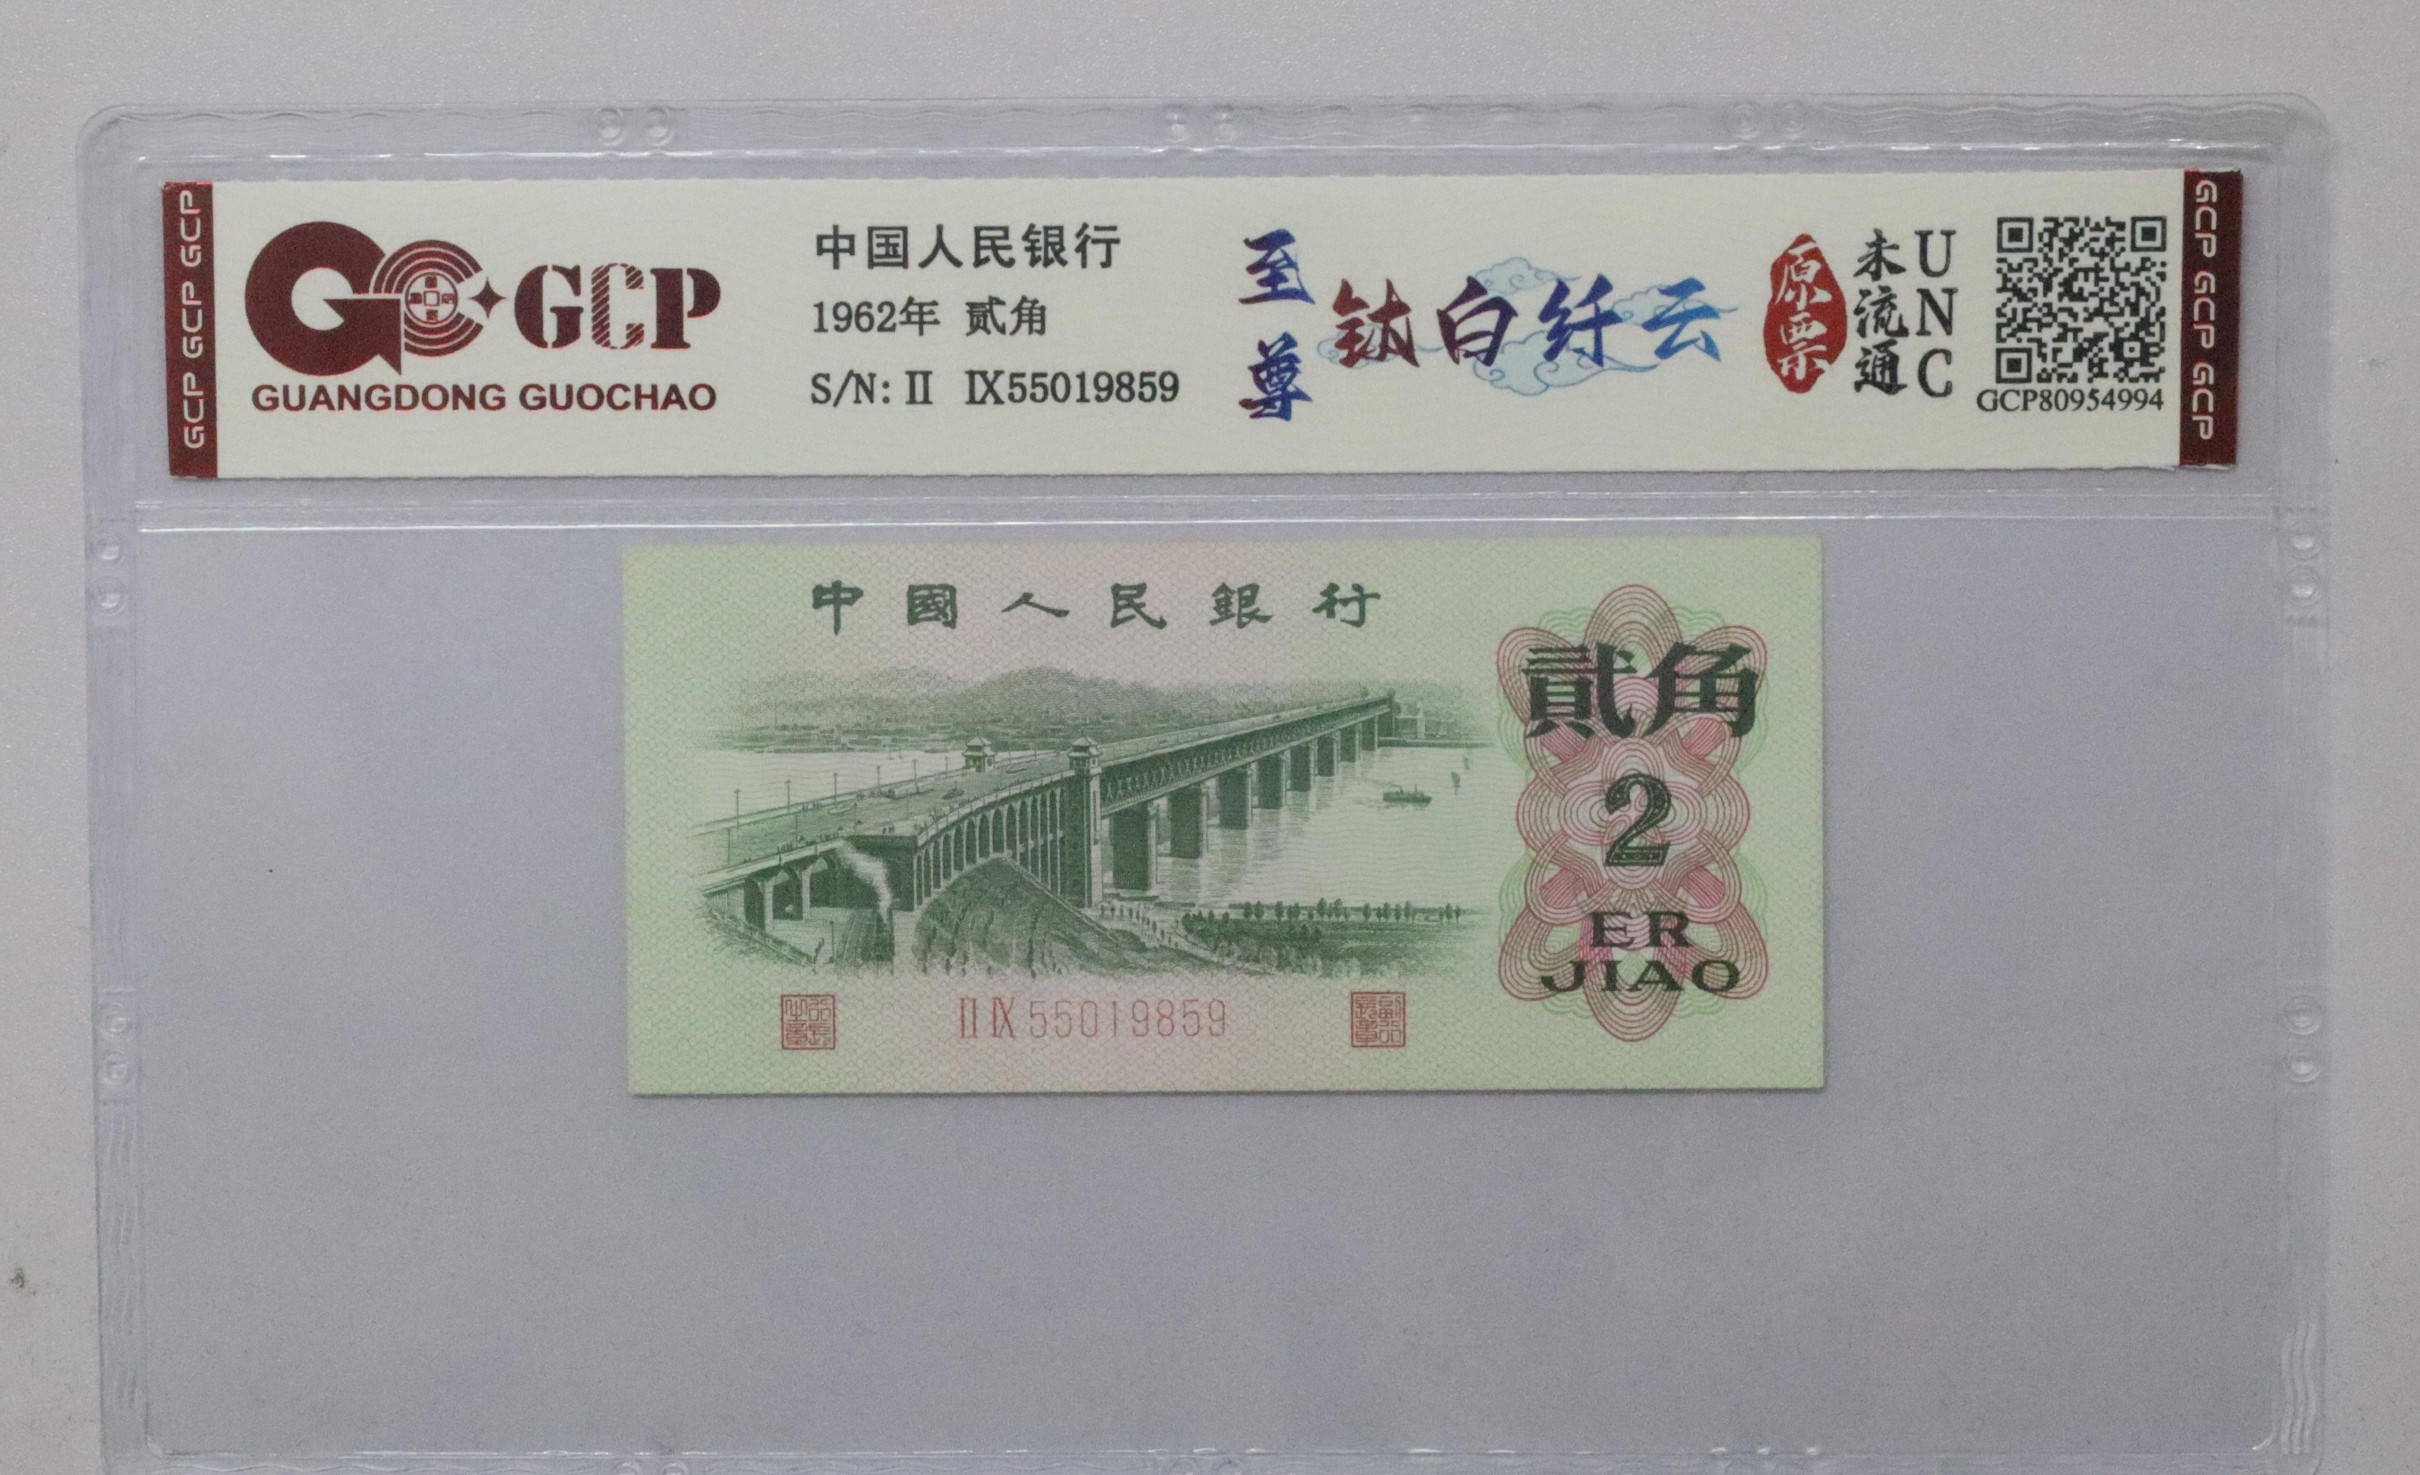 GCP GCP GCP
GCP
GUANGDONG GUOCHAO
中国人民银行
1962年 贰角
S/N: II IX55019859
至尊
钛白纤云
原票
未流通
UNC
GCP80954994
GCP GCP GCP
中國人民銀行
貳角
2
ER
JIAO
II IX 55019859